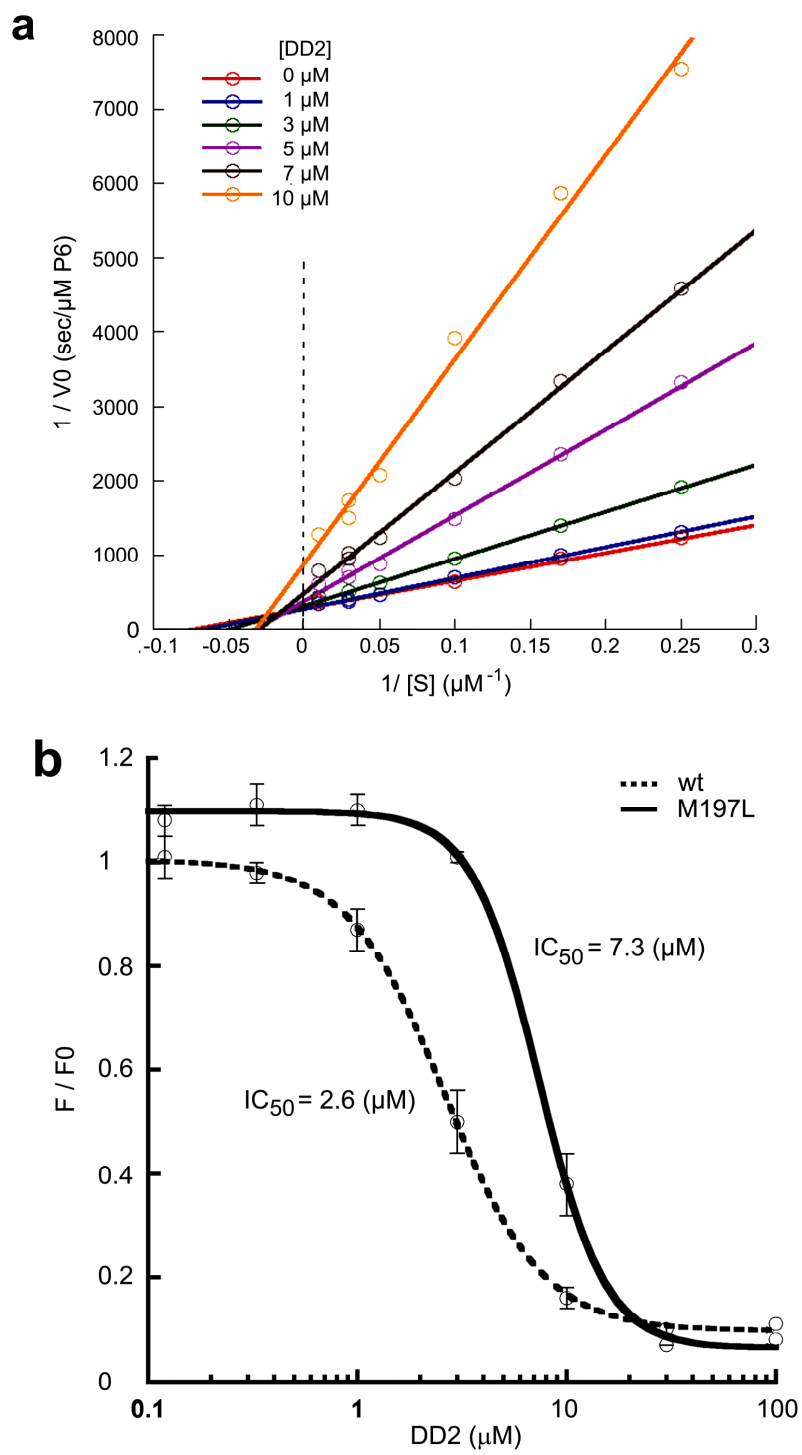 a
[DD2]
0 µM
1 µM
3 µM
5 µM
7 µM
10 µM
1 / V0 (sec/µM P6)
8000
7000
6000
5000
4000
3000
2000
1000
0
-0.1 -0.05 0 0.05 0.1 0.15 0.2 0.25 0.3
1/ [S] (µM-1)
b
wt
M197L
IC50 = 7.3 (µM)
IC50 = 2.6 (µM)
F / F0
1.2
1
0.8
0.6
0.4
0.2
0
0.1 1 10 100
DD2 (µM)